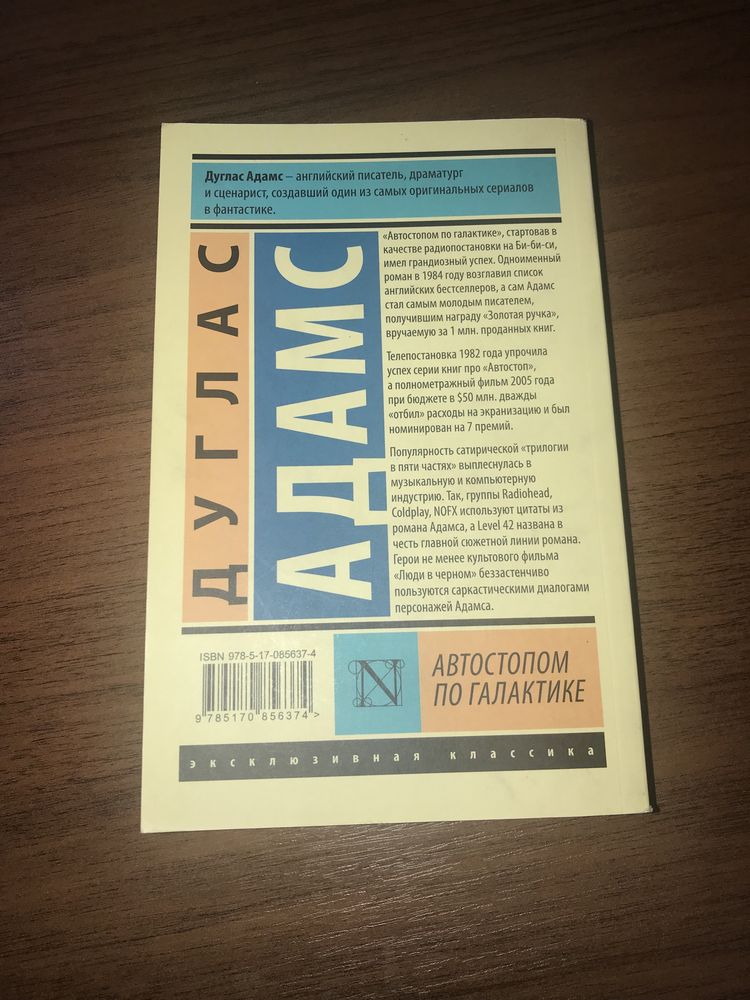 Дуглас Адамс – английский писатель, драматург
и сценарист, создавший один из самых оригинальных сериалов
в фантастике.
ДУГЛАС
АДАМС
«Автостопом по галактике», стартовав в
качестве радиопостановки на Би-би-си,
имел грандиозный успех. Одноименный
роман в 1984 году возглавил список
английских бестселлеров, а сам Адамс
стал самым молодым писателем,
получившим награду «Золотая ручка»,
вручаемую за 1 млн. проданных книг.
Телепостановка 1982 года упрочила
успех серии книг про «Автостоп»,
а полнометражный фильм 2005 года
при бюджете в $50 млн. дважды
«отбил» расходы на экранизацию и был
номинирован на 7 премий.
Популярность сатирической «трилогии
в пяти частях» выплеснулась в
музыкальную и компьютерную
индустрию. Так, группы Radiohead,
Coldplay, NOFX используют цитаты из
романа Адамса, а Level 42 названа в
честь главной сюжетной линии романа.
Герои не менее культового фильма
«Люди в черном» беззастенчиво
пользуются саркастическими диалогами
персонажей Адамса.
ISBN 978-5-17-085637-4
9 785170 856374 >
N
АВТОСТОПОМ
ПО ГАЛАКТИКЕ
эксклюзивная классика